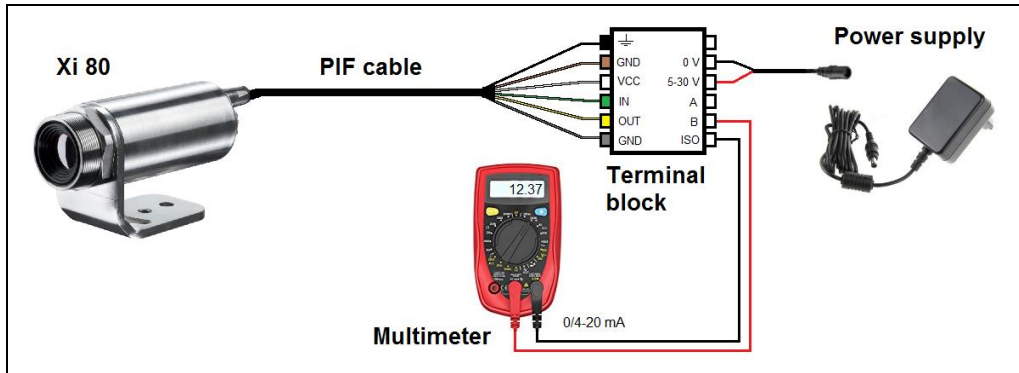 Xi 80
PIF cable
Power supply
GND
VCC
IN
OUT
GND
0 V
5-30 V
A
B
ISO
Terminal
block
12.37
Multimeter
0/4-20 mA